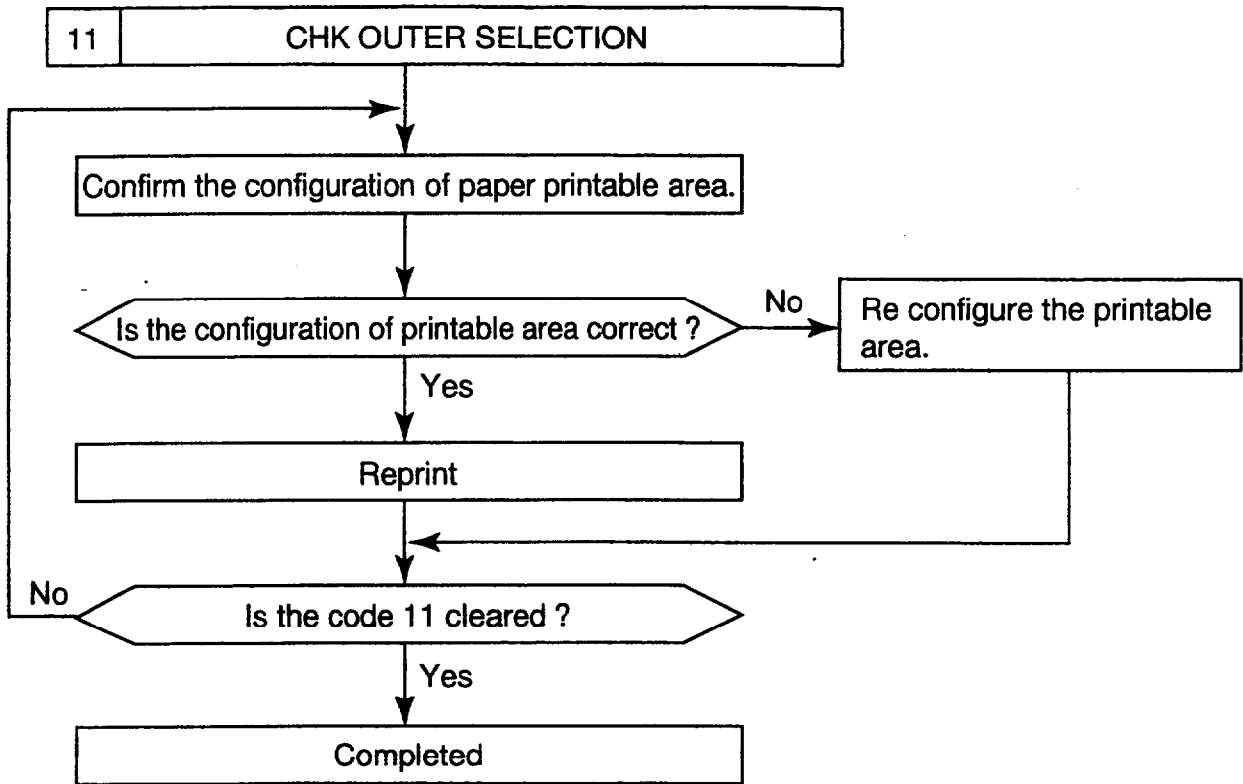 11 CHK OUTER SELECTION
Confirm the configuration of paper printable area.
Is the configuration of printable area correct ?
No
Re configure the printable
area.
Yes
Reprint
No
Is the code 11 cleared ?
Yes
Completed